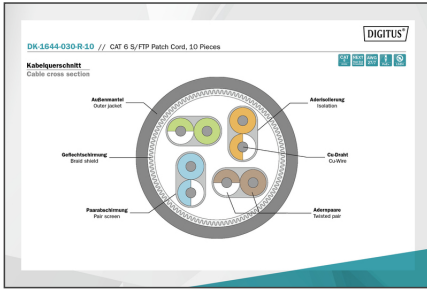 DIGITUS®
DK-1644-030-R-10 // CAT 6 S/FTP Patch Cord, 10 Pieces
Kabelquerschnitt
Cable cross section
Außenmantel
Outer jacket
Aderisolierung
Isolation
Geflechtschirmung
Braid shield
Cu-Draht
Cu-Wire
Paarabschirmung
Pair screen
Aderspaare
Twisted pair